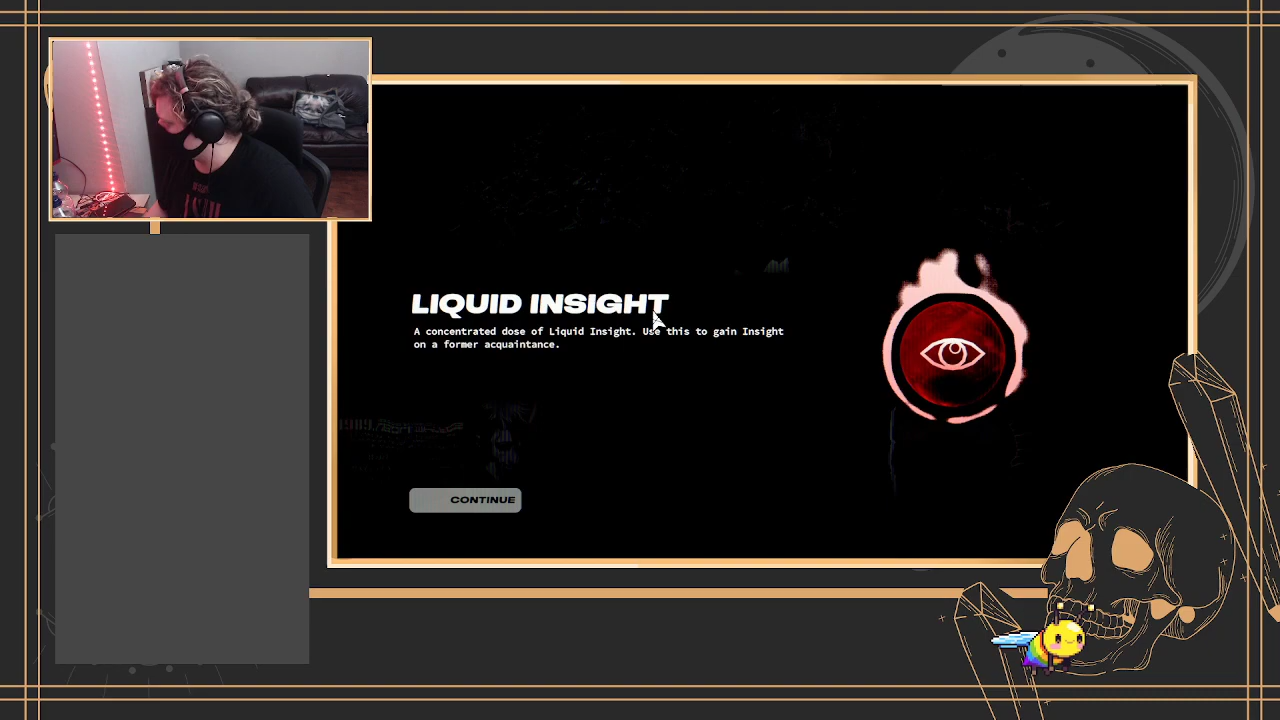 LIQUID INSIGHT
A concentrated dose of Liquid Insight. Use this to gain Insight
on a former acquaintance.
CONTINUE